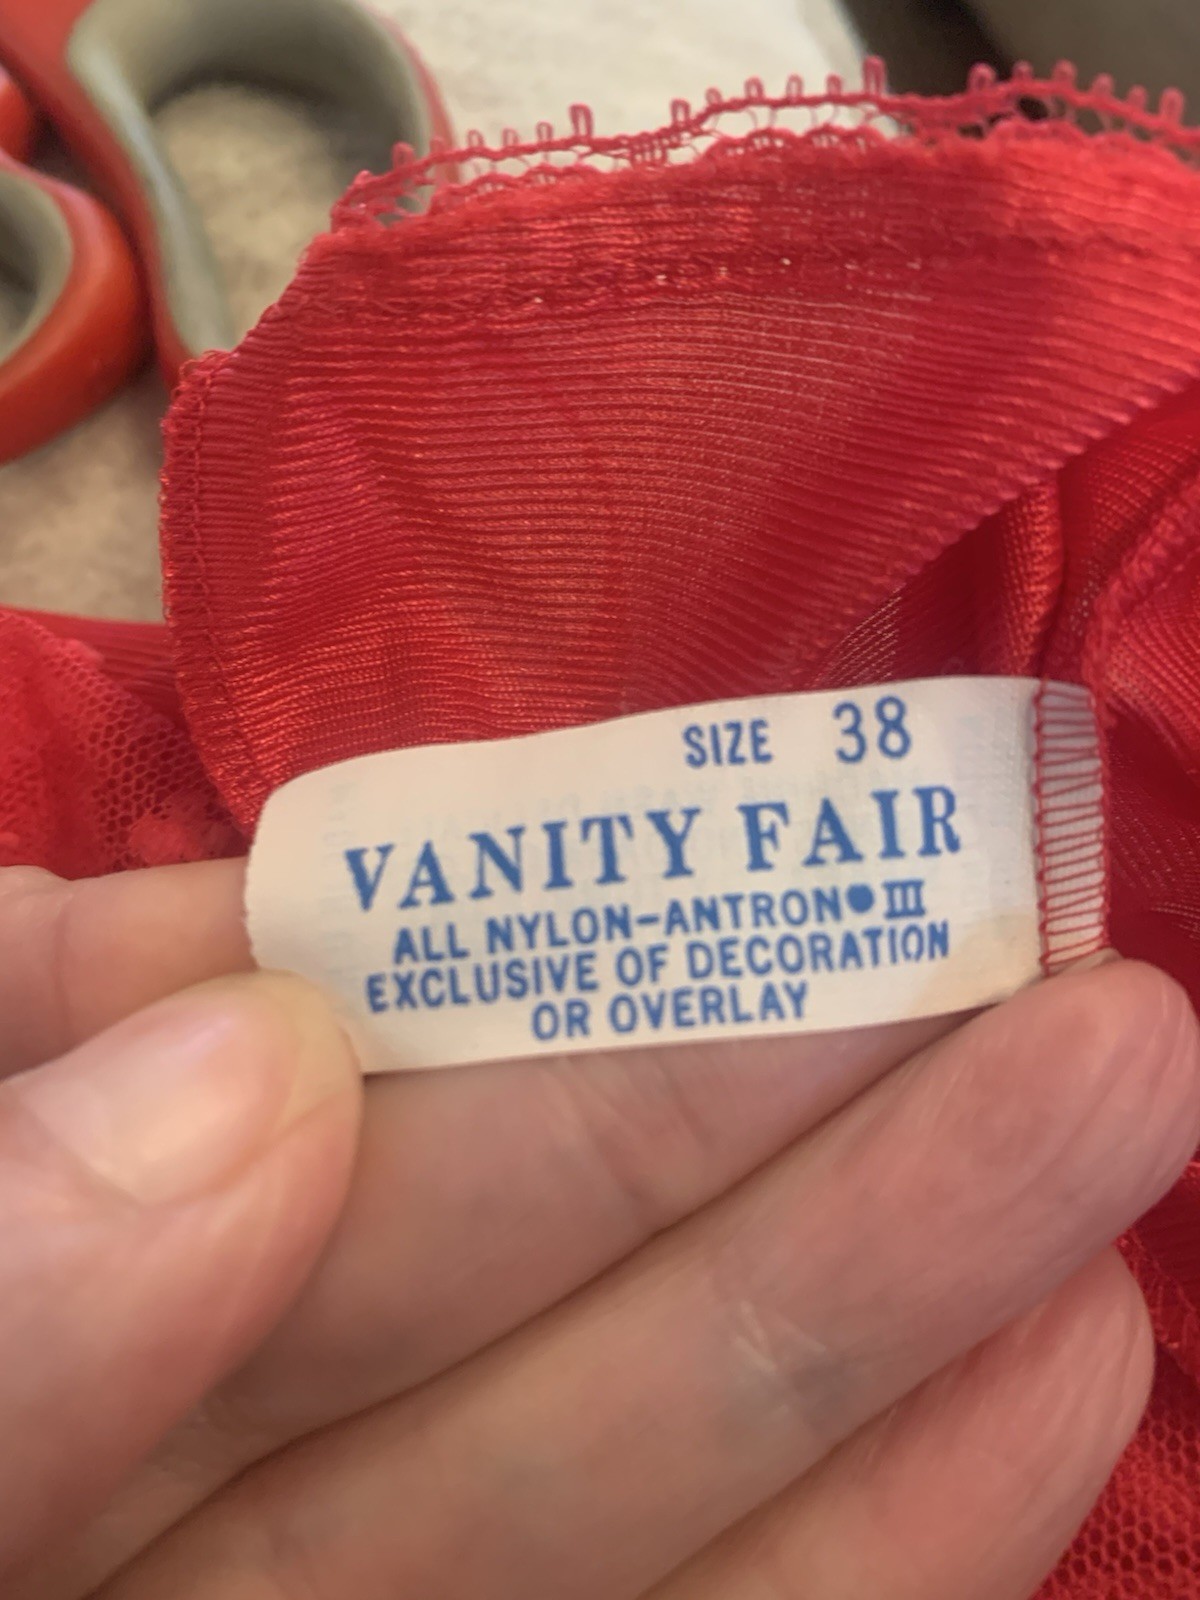 SIZE 38
VANITY FAIR
ALL NYLON-ANTRON● III
EXCLUSIVE OF DECORATION
OR OVERLAY